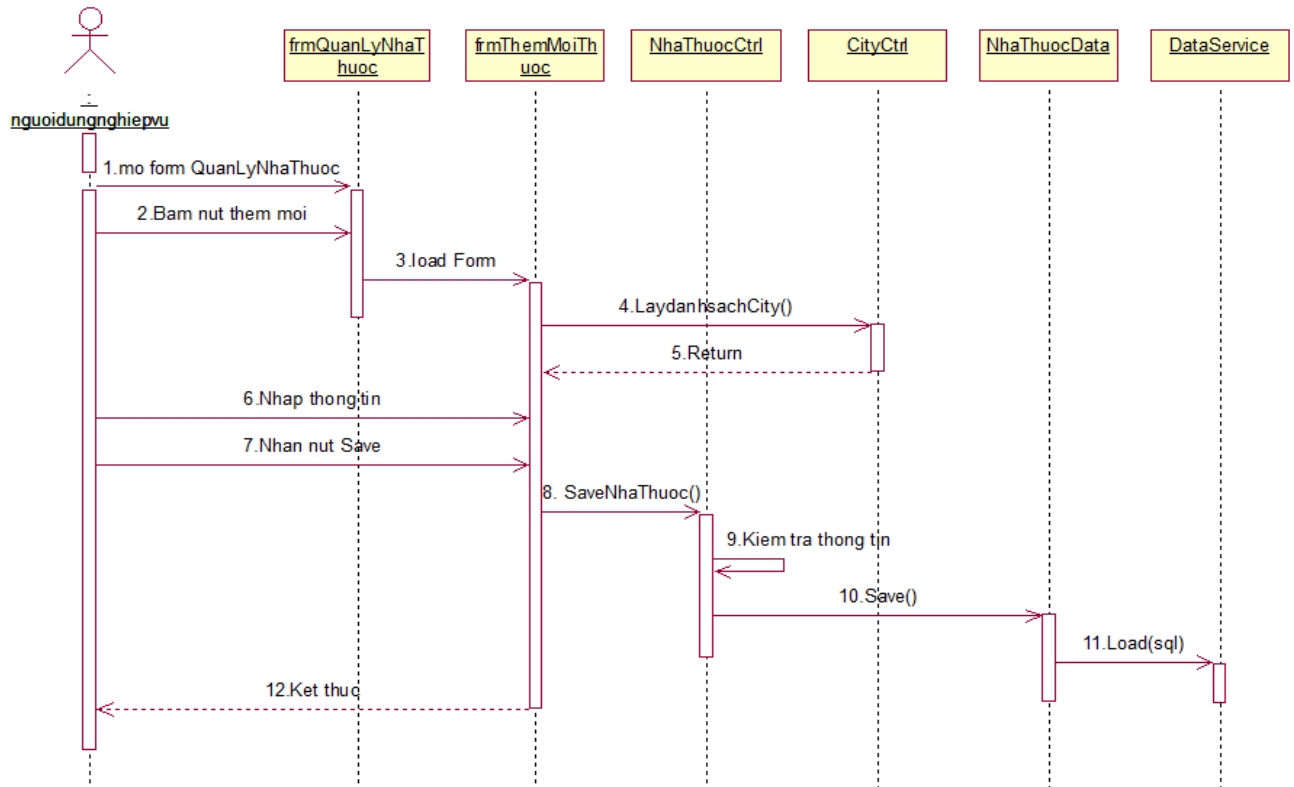 frmQuanLyNhaT
huoc
frmThemMoiTh
uoc
NhaThuocCtrl
CityCtrl
NhaThuocData
DataService
:
nguoidungnghiepvu
1.mo form QuanLyNhaThuoc
2.Bam nut them moi
3.load Form
4.LaydanhsachCity()
5.Return
6.Nhap thong tin
7.Nhan nut Save
8. SaveNhaThuoc()
9.Kiem tra thong tin
10.Save()
11.Load(sql)
12.Ket thuc